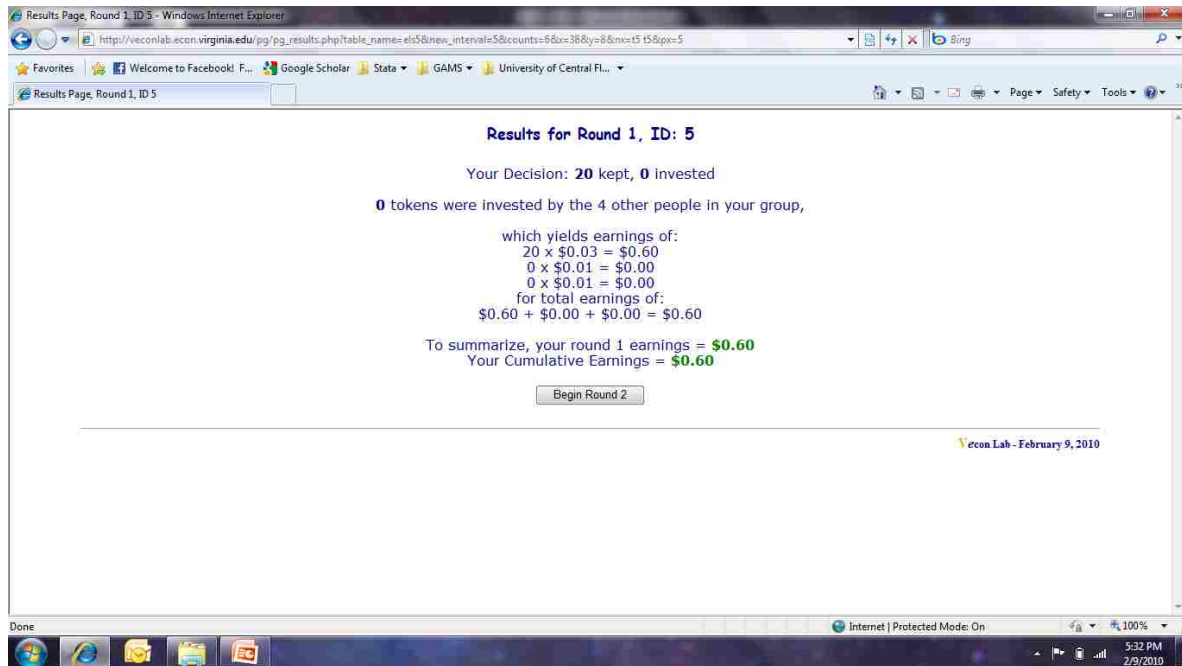 Results Page, Round 1, ID 5 - Windows Internet Explorer
http://veconlab.econ.virginia.edu/pg/pg_results.php?table_name=els5&new_interval=5&counts=6&x=38&y=8&nx=t5 t5&px=5
Bing
Favorites Welcome to Facebook! F... Google Scholar Stata GAMS University of Central Fl...
Results Page, Round 1, ID 5
Page Safety Tools
Results for Round 1, ID: 5
Your Decision: 20 kept, 0 invested
0 tokens were invested by the 4 other people in your group,
which yields earnings of:
20 x $0.03 = $0.60
0 x $0.01 = $0.00
0 x $0.01 = $0.00
for total earnings of:
$0.60 + $0.00 + $0.00 = $0.60
To summarize, your round 1 earnings = $0.60
Your Cumulative Earnings = $0.60
Begin Round 2
Vecon Lab - February 9, 2010
Done
Internet | Protected Mode: On
100%
5:32 PM
2/9/2010